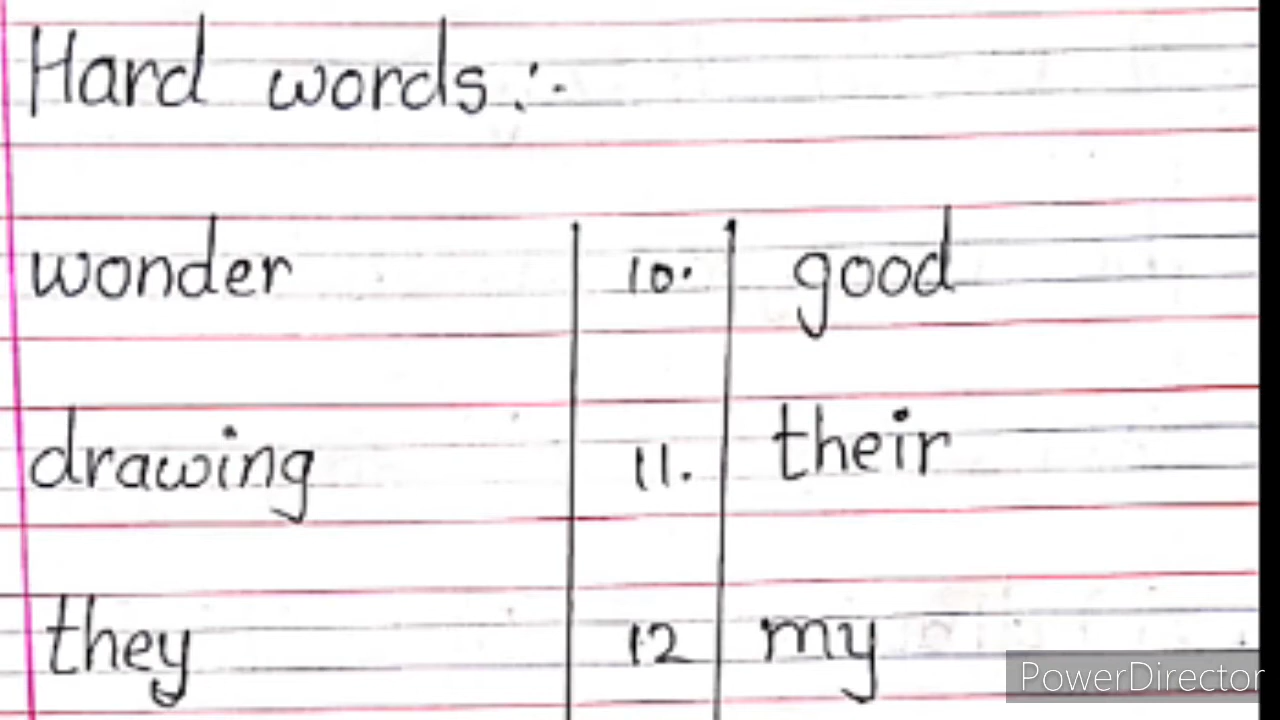 Hard words :-
wonder 10. good
drawing 11. their
they 12 my
PowerDirector